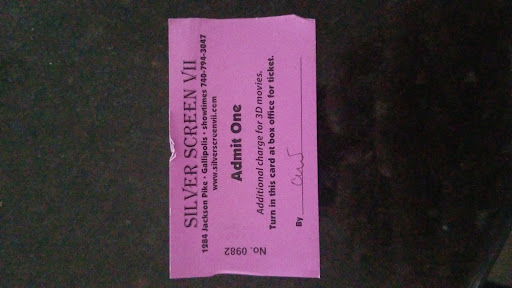 SILVER SCREEN VII
1284 Jackson Pike • Gallipolis • showtimes 740-794-3047
www.silverscreenvii.com
Admit One
Additional charge for 3D movies.
Turn in this card at box office for ticket.
By
No. 0982